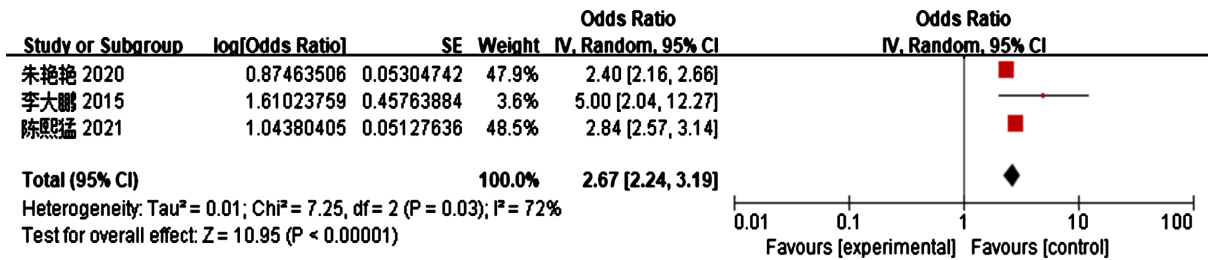 Odds Ratio Odds Ratio
Study or Subgroup log[Odds Ratio] SE Weight IV, Random, 95% CI IV, Random, 95% CI
朱艳艳 2020 0.87463506 0.05304742 47.9% 2.40 [2.16, 2.66]
李大鹏 2015 1.61023759 0.45763884 3.6% 5.00 [2.04, 12.27]
陈熙猛 2021 1.04380405 0.05127636 48.5% 2.84 [2.57, 3.14]
Total (95% CI) 100.0% 2.67 [2.24, 3.19]
Heterogeneity: Tau² = 0.01; Chi² = 7.25, df = 2 (P = 0.03); I² = 72%
Test for overall effect: Z = 10.95 (P < 0.00001)
0.01 0.1 1 10 100
Favours [experimental] Favours [control]